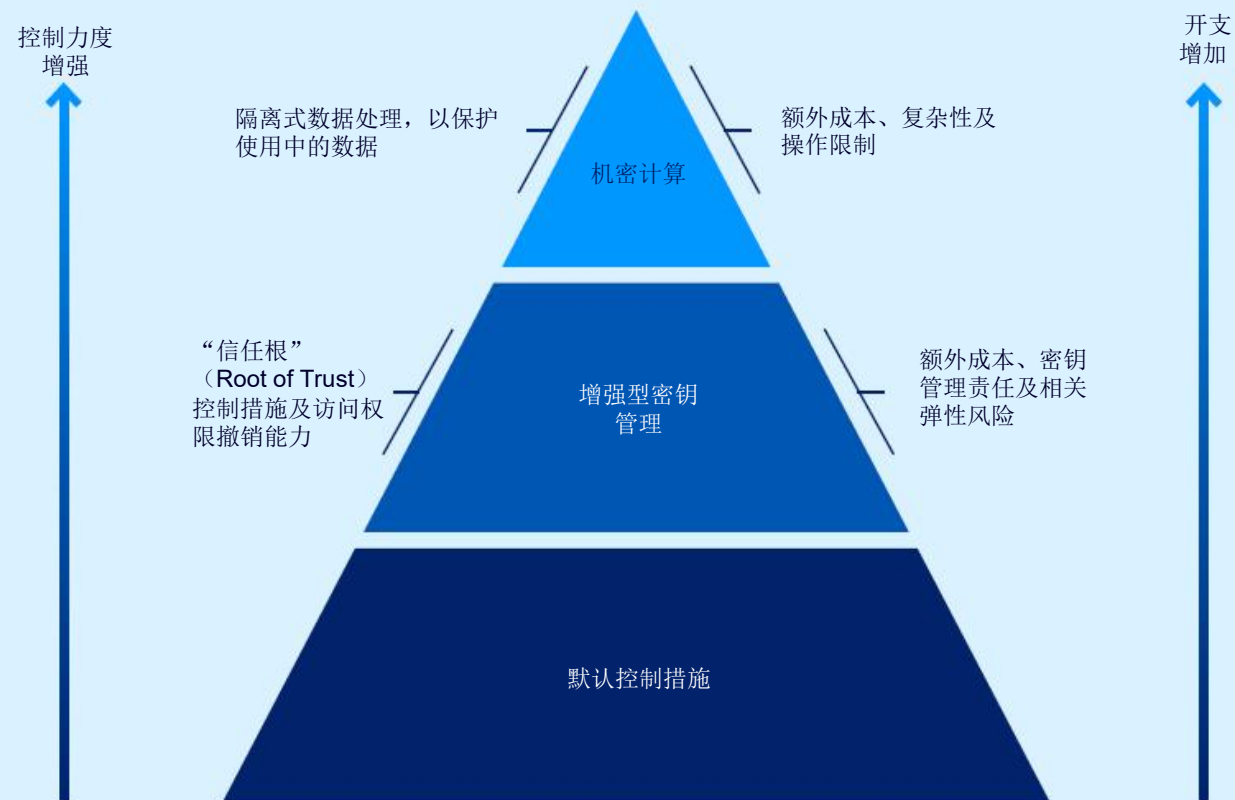 控制力度
增强
开支
增加
隔离式数据处理，以保护
使用中的数据
机密计算
额外成本、复杂性及
操作限制
“信任根”
（Root of Trust）
控制措施及访问权
限撤销能力
增强型密钥
管理
额外成本、密钥
管理责任及相关
弹性风险
默认控制措施